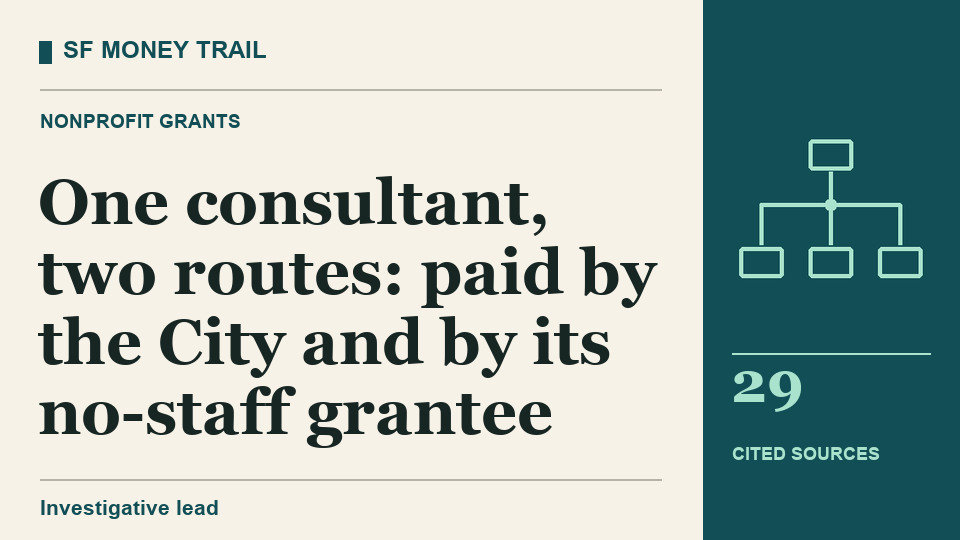 SF MONEY TRAIL
NONPROFIT GRANTS
One consultant,
two routes: paid by
the City and by its
no-staff grantee
Investigative lead
29
CITED SOURCES